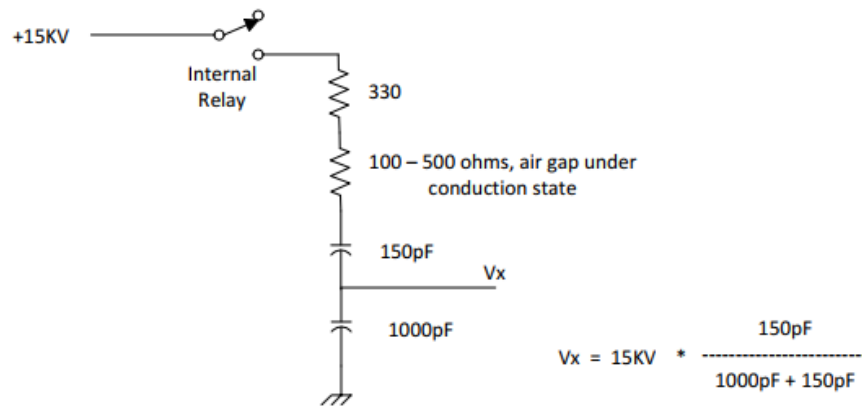 +15KV
Internal
Relay
330
100 – 500 ohms, air gap under
conduction state
150pF
Vx
1000pF
150pF
Vx = 15KV * -------------------------
1000pF + 150pF